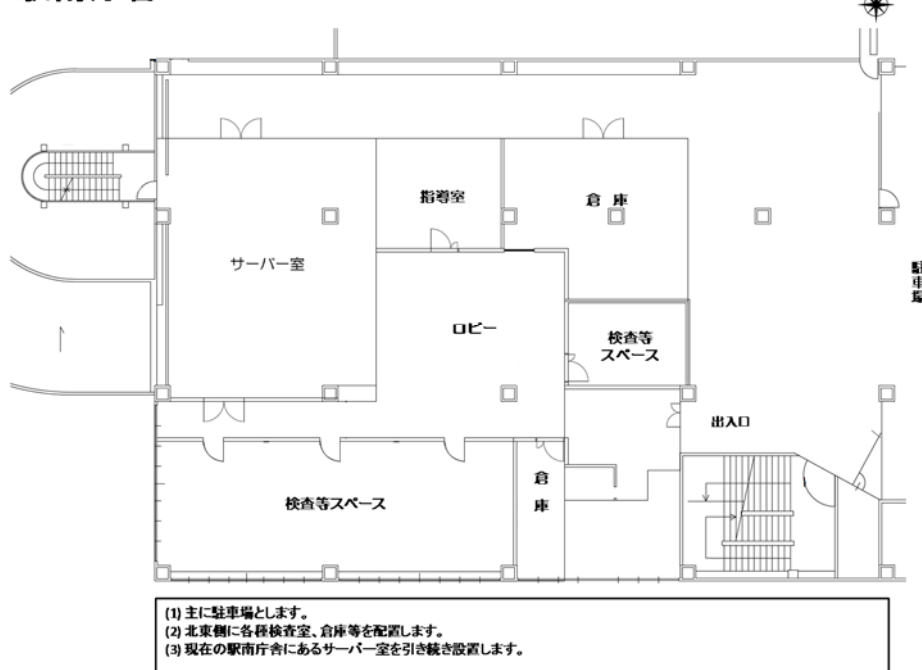 指導室
倉 庫
サーバー室
駐車場
ロビー
検査等
スペース
出入口
検査等スペース
倉
庫
(1) 主に駐車場とします。
(2) 北東側に各種検査室、倉庫等を配置します。
(3) 現在の駅南庁舎にあるサーバー室を引き続き設置します。